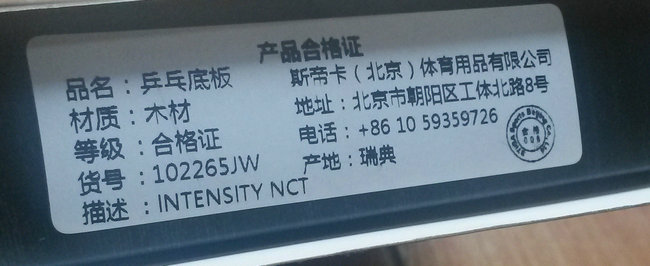 产品合格证
品名：乒乓底板
材质：木材
等级：合格证
货号：102265JW
描述：INTENSITY NCT
斯帝卡（北京）体育用品有限公司
地址：北京市朝阳区工体北路8号
电话：+86 10 59359726
产地：瑞典
合格